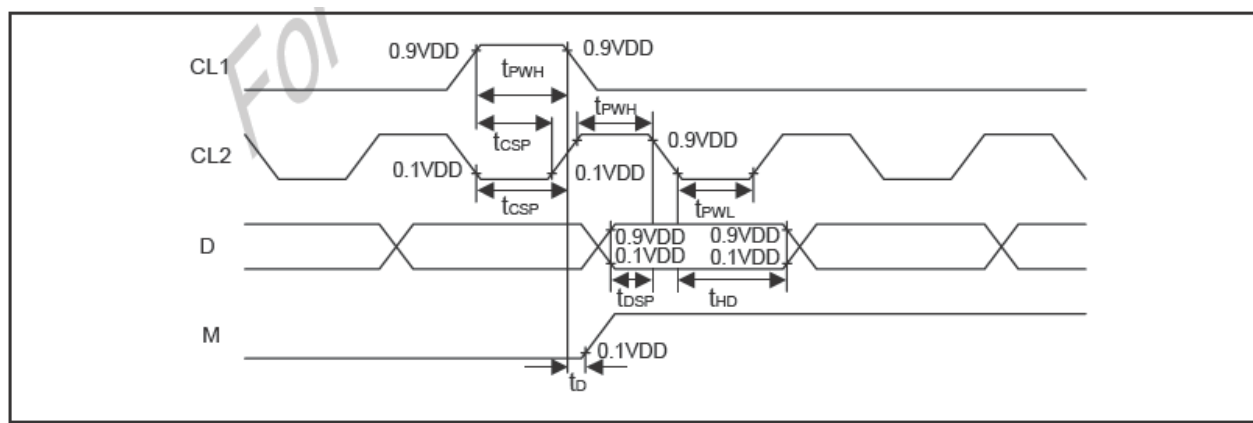 For
CL1
0.9VDD
0.9VDD
tPWH
tPWH
tCSP
CL2
0.1VDD
0.1VDD
0.9VDD
tCSP
tPWL
D
0.9VDD
0.9VDD
0.1VDD
0.1VDD
tDSP
tHD
M
0.1VDD
tD